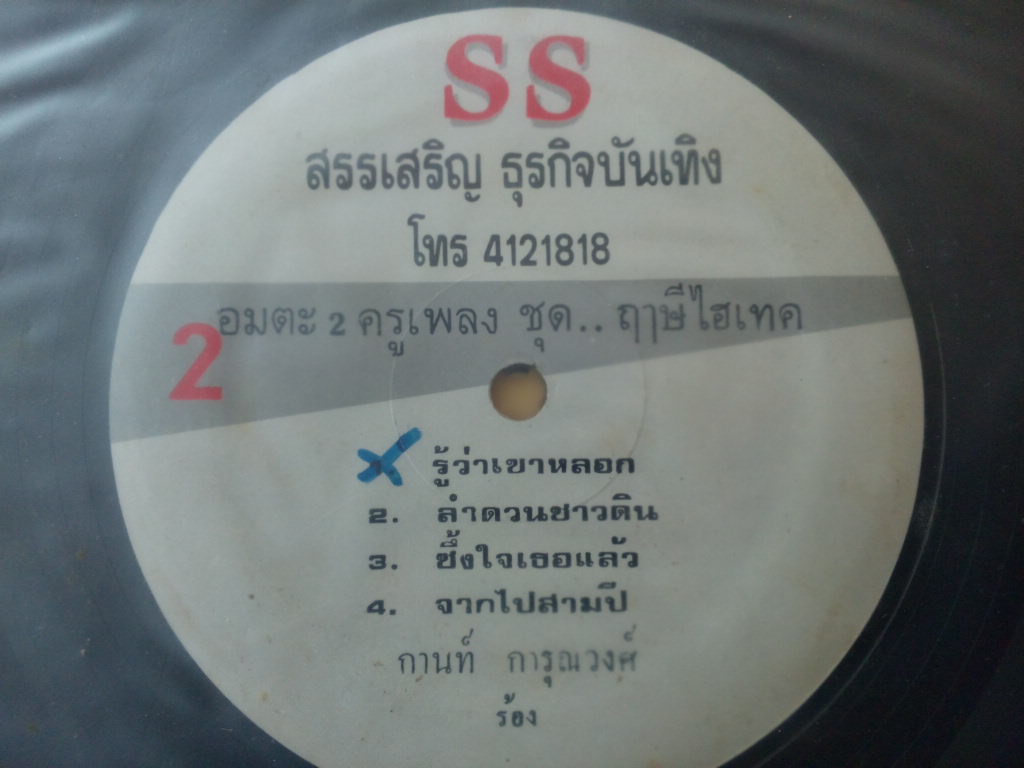 SS
สรรเสริญ ธุรกิจบันเทิง
โทร 4121818
อมตะ 2 ครูเพลง ชุด.. ฤๅษีไฮเทค
2
รู้ว่าเขาหลอก
2. ลำดวนชาวดิน
3. ซึ้งใจเธอแล้ว
4. จากไปสามปี
กานท์ การุณวงศ์
ร้อง